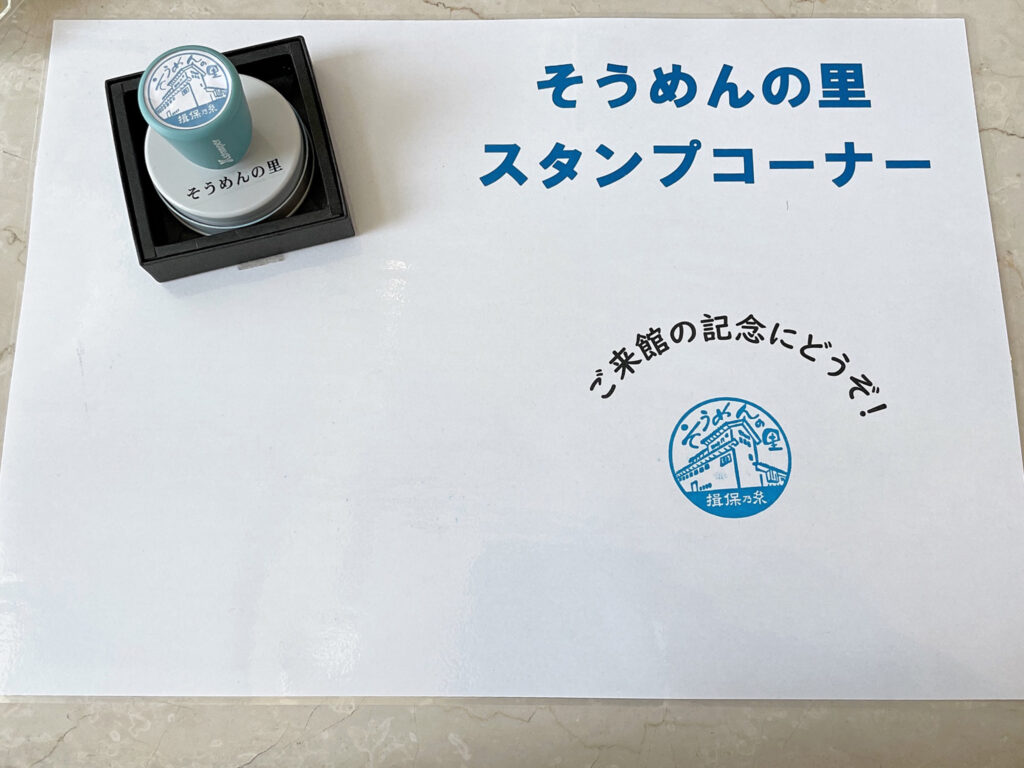 そうめんの里
揖保乃糸
Stamper
そうめんの里
そうめんの里
スタンプコーナー
ご来館の記念にどうぞ!
そうめんの里
揖保乃糸